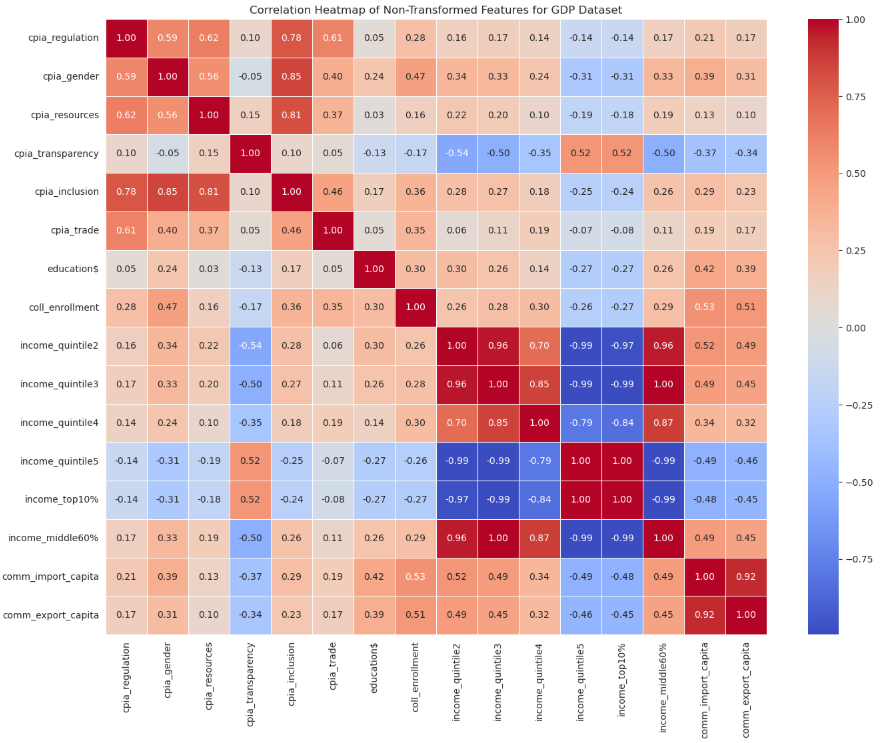 Correlation Heatmap of Non-Transformed Features for GDP Dataset
cpia_regulation 1.00 0.59 0.62 0.10 0.78 0.61 0.05 0.28 0.16 0.17 0.14 -0.14 -0.14 0.17 0.21 0.17
cpia_gender 0.59 1.00 0.56 -0.05 0.85 0.40 0.24 0.47 0.34 0.33 0.24 -0.31 -0.31 0.33 0.39 0.31
cpia_resources 0.62 0.56 1.00 0.15 0.81 0.37 0.03 0.16 0.22 0.20 0.10 -0.19 -0.18 0.19 0.13 0.10
cpia_transparency 0.10 -0.05 0.15 1.00 0.10 0.05 -0.13 -0.17 -0.54 -0.50 -0.35 0.52 0.52 -0.50 -0.37 -0.34
cpia_inclusion 0.78 0.85 0.81 0.10 1.00 0.46 0.17 0.36 0.28 0.27 0.18 -0.25 -0.24 0.26 0.29 0.23
cpia_trade 0.61 0.40 0.37 0.05 0.46 1.00 0.05 0.35 0.06 0.11 0.19 -0.07 -0.08 0.11 0.19 0.17
education$ 0.05 0.24 0.03 -0.13 0.17 0.05 1.00 0.30 0.30 0.26 0.14 -0.27 -0.27 0.26 0.42 0.39
coll_enrollment 0.28 0.47 0.16 -0.17 0.36 0.35 0.30 1.00 0.26 0.28 0.30 -0.26 -0.27 0.29 0.53 0.51
income_quintile2 0.16 0.34 0.22 -0.54 0.28 0.06 0.30 0.26 1.00 0.96 0.70 -0.99 -0.97 0.96 0.52 0.49
income_quintile3 0.17 0.33 0.20 -0.50 0.27 0.11 0.26 0.28 0.96 1.00 0.85 -0.99 -0.99 1.00 0.49 0.45
income_quintile4 0.14 0.24 0.10 -0.35 0.18 0.19 0.14 0.30 0.70 0.85 1.00 -0.79 -0.84 0.87 0.34 0.32
income_quintile5 -0.14 -0.31 -0.19 0.52 -0.25 -0.07 -0.27 -0.26 -0.99 -0.99 -0.79 1.00 1.00 -0.99 -0.49 -0.46
income_top10% -0.14 -0.31 -0.18 0.52 -0.24 -0.08 -0.27 -0.27 -0.97 -0.99 -0.84 1.00 1.00 -0.99 -0.48 -0.45
income_middle60% 0.17 0.33 0.19 -0.50 0.26 0.11 0.26 0.29 0.96 1.00 0.87 -0.99 -0.99 1.00 0.49 0.45
comm_import_capita 0.21 0.39 0.13 -0.37 0.29 0.19 0.42 0.53 0.52 0.49 0.34 -0.49 -0.48 0.49 1.00 0.92
comm_export_capita 0.17 0.31 0.10 -0.34 0.23 0.17 0.39 0.51 0.49 0.45 0.32 -0.46 -0.45 0.45 0.92 1.00
cpia_regulation
cpia_gender
cpia_resources
cpia_transparency
cpia_inclusion
cpia_trade
education$
coll_enrollment
income_quintile2
income_quintile3
income_quintile4
income_quintile5
income_top10%
income_middle60%
comm_import_capita
comm_export_capita
1.00
0.75
0.50
0.25
0.00
−0.25
−0.50
−0.75